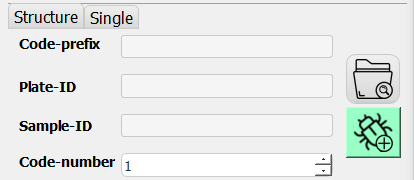 Structure Single
Code-prefix
Plate-ID
Sample-ID
Code-number 1